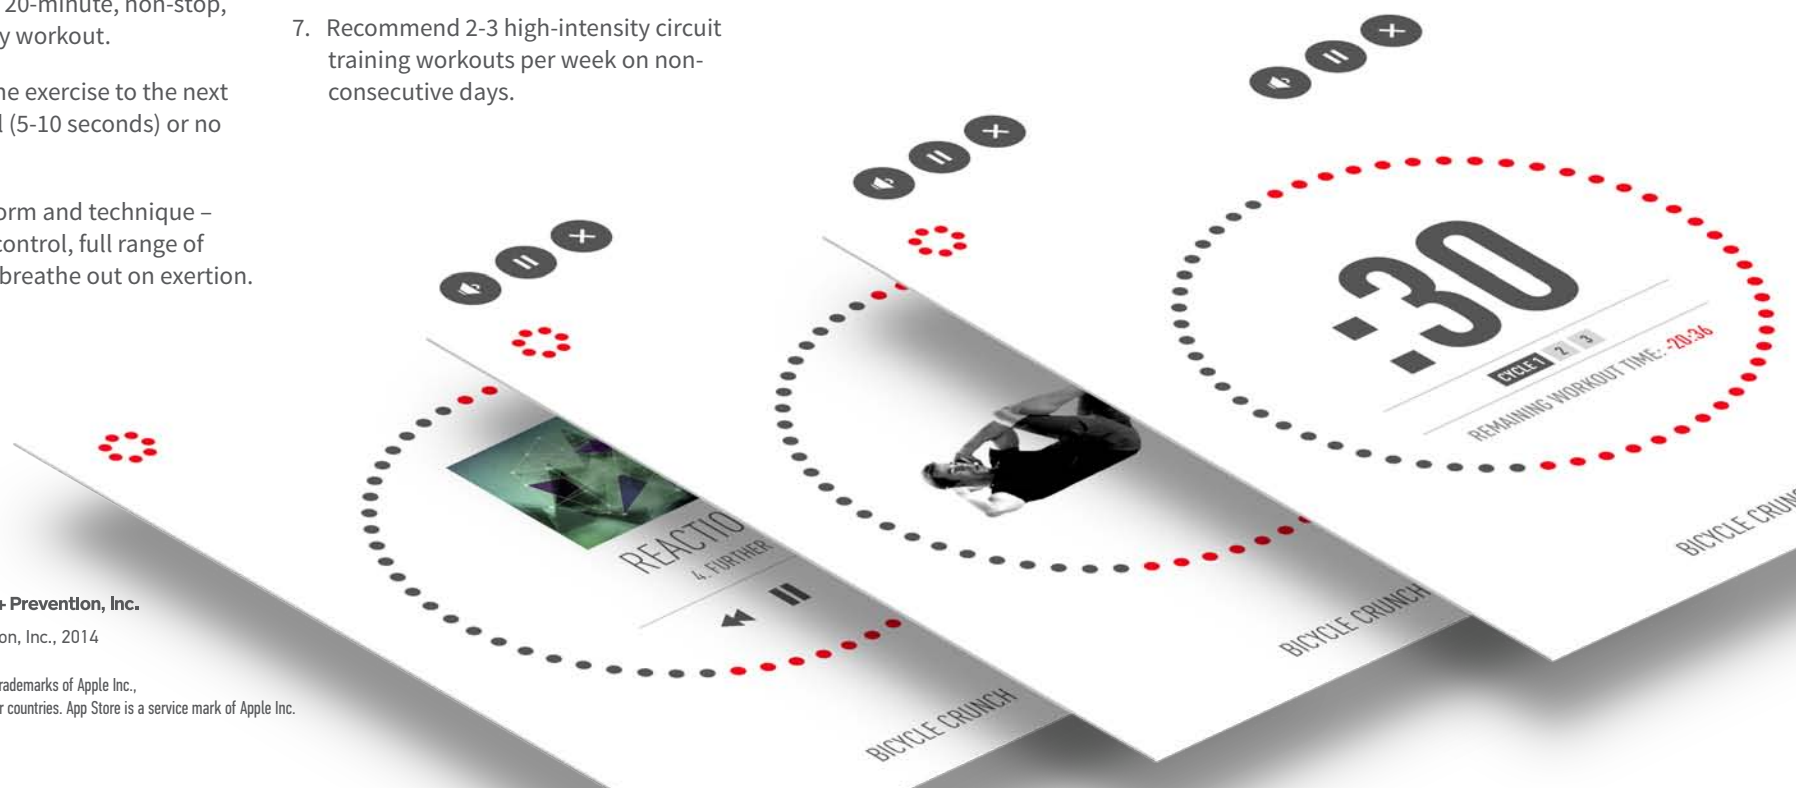 20-minute, non-stop,
y workout.
ne exercise to the next
l (5-10 seconds) or no
orm and technique –
control, full range of
breathe out on exertion.
+ Prevention, Inc.
on, Inc., 2014
rademarks of Apple Inc.,
r countries. App Store is a service mark of Apple Inc.
7. Recommend 2-3 high-intensity circuit
training workouts per week on non-
consecutive days.
REACTIO
4. FURTHER
BICYCLE CRUNCH
BICYCLE CRUNCH
:30
CYCLE 1 2 3
REMAINING WORKOUT TIME: -20:36
BICYCLE CRUNC